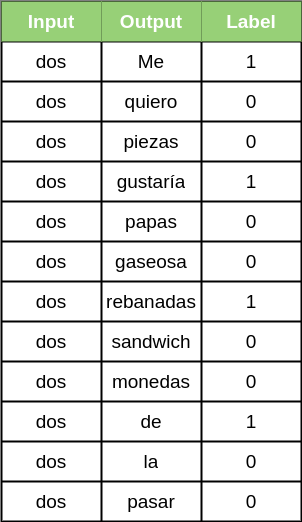 Input Output Label
dos Me 1
dos quiero 0
dos piezas 0
dos gustaría 1
dos papas 0
dos gaseosa 0
dos rebanadas 1
dos sandwich 0
dos monedas 0
dos de 1
dos la 0
dos pasar 0